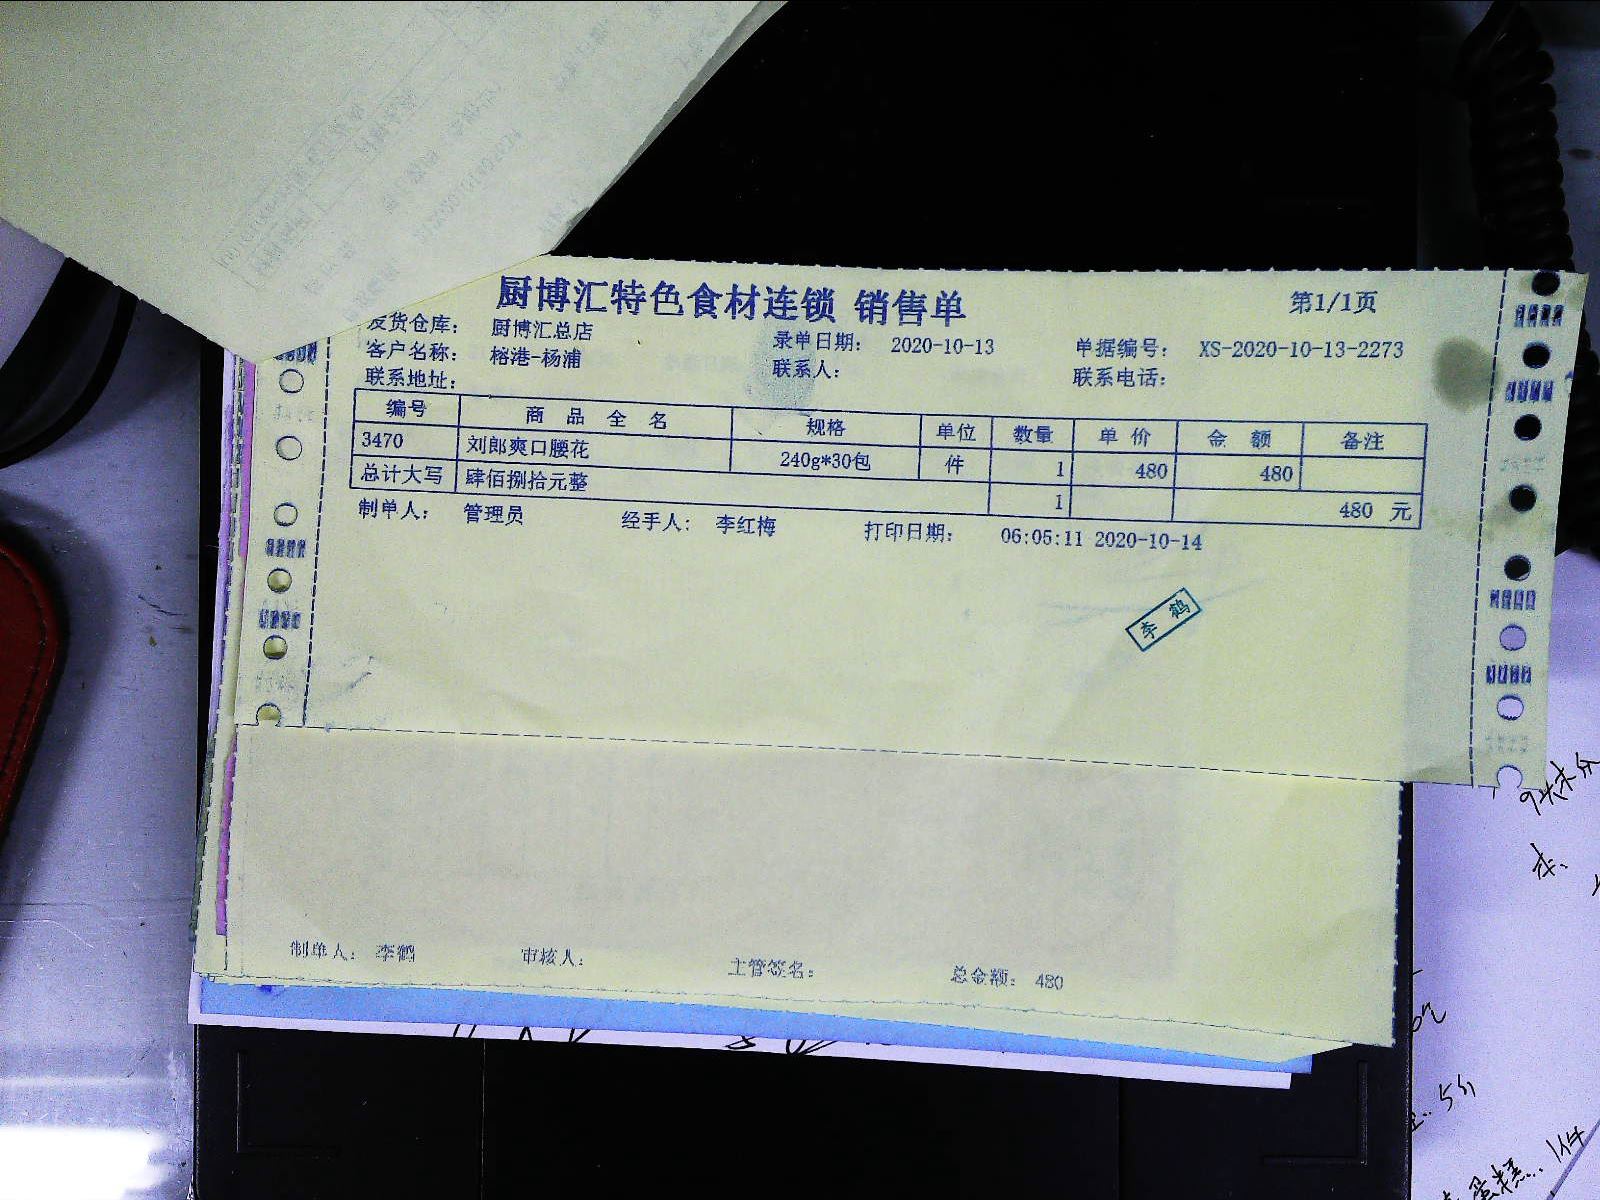 厨博汇特色食材连锁 销售单
第1/1页
发货仓库： 厨博汇总店
录单日期： 2020-10-13
单据编号： XS-2020-10-13-2273
客户名称： 榕港-杨浦
联系人：
联系电话：
联系地址：
编号 商 品 全 名 规格 单位 数量 单 价 金 额 备注
3470 刘郎爽口腰花 240g*30包 件 1 480 480
总计大写 肆佰捌拾元整 1 480 元
制单人： 管理员 经手人： 李红梅 打印日期： 06:05:11 2020-10-14
李鹤
制单人： 李鹤 审核人： 主管签名： 总金额： 480